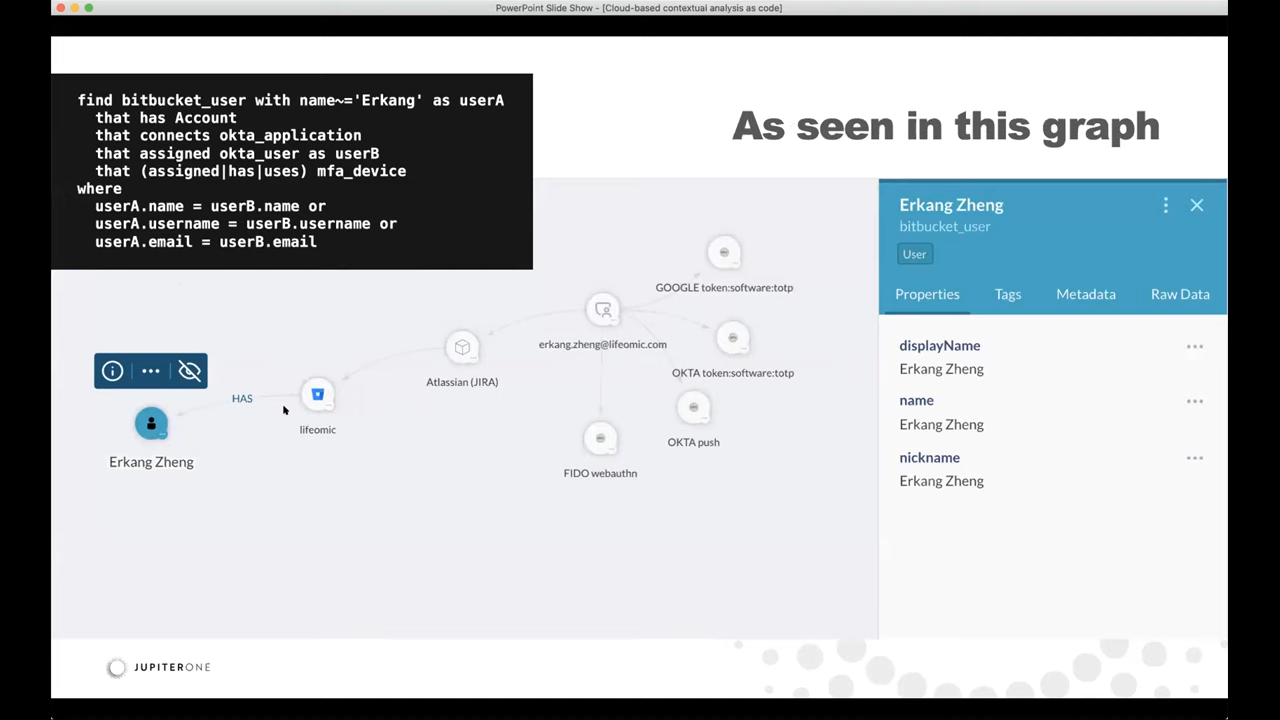 PowerPoint Slide Show - [Cloud-based contextual analysis as code]
find bitbucket_user with name~='Erkang' as userA
that has Account
that connects okta_application
that assigned okta_user as userB
that (assigned|has|uses) mfa_device
where
userA.name = userB.name or
userA.username = userB.username or
userA.email = userB.email
As seen in this graph
GOOGLE token:software:totp
erkang.zheng@lifeomic.com
OKTA token:software:totp
Atlassian (JIRA)
HAS
lifeomic
OKTA push
Erkang Zheng
FIDO webauthn
Erkang Zheng
bitbucket_user
User
Properties Tags Metadata Raw Data
displayName
Erkang Zheng
name
Erkang Zheng
nickname
Erkang Zheng
JUPITERONE